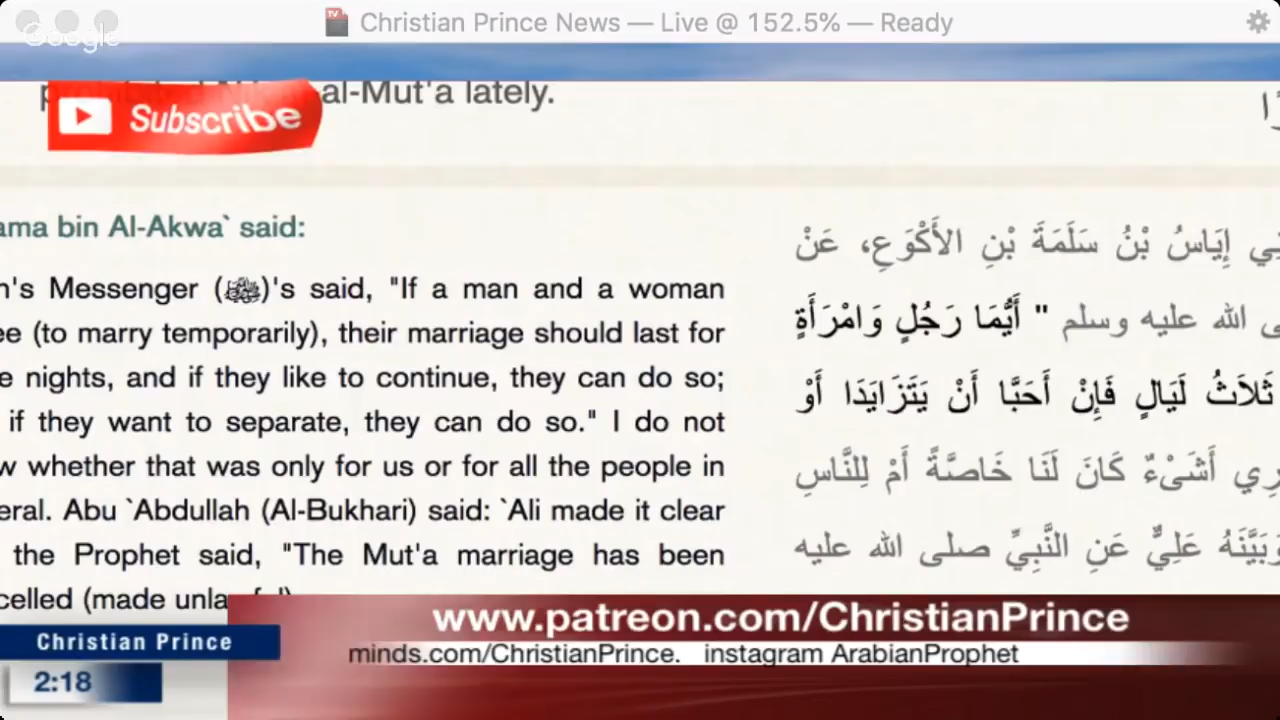 Christian Prince News — Live @ 152.5% — Ready
Google
al-Mut'a lately.
Subscribe
ama bin Al-Akwa` said:
إِيَاسُ بْنُ سَلَمَةَ بْنِ الأَكْوَعِ، عَنْ
n's Messenger (ﷺ)'s said, "If a man and a woman
الله عليه وسلم " أَيُّمَا رَجُلٍ وَامْرَأَةٍ
ee (to marry temporarily), their marriage should last for
e nights, and if they like to continue, they can do so;
ثَلاَثُ لَيَالٍ فَإِنْ أَحَبَّا أَنْ يَتَزَايَدَا أَوْ
if they want to separate, they can do so." I do not
w whether that was only for us or for all the people in
رِي أَشَىْءٌ كَانَ لَنَا خَاصَّةً أَمْ لِلنَّاسِ
eral. Abu `Abdullah (Al-Bukhari) said: `Ali made it clear
the Prophet said, "The Mut'a marriage has been
وَبَيَّنَهُ عَلِيٌّ عَنِ النَّبِيِّ صلى الله عليه
celled (made unla
www.patreon.com/ChristianPrince
Christian Prince
minds.com/ChristianPrince. instagram ArabianProphet
2:18